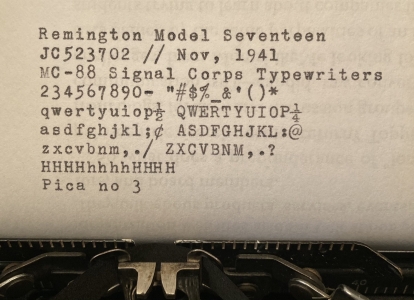 Remington Model Seventeen
JC523702 // Nov, 1941
MC-88 Signal Corps Typewriters
234567890- "#$%_&'()*
qwertyuiop½ QWERTYUIOP¼
asdfghjkl;¢ ASDFGHJKL:@
zxcvbnm,./ ZXCVBNM,.?
HHHHhhhhHHHH
Pica no 3